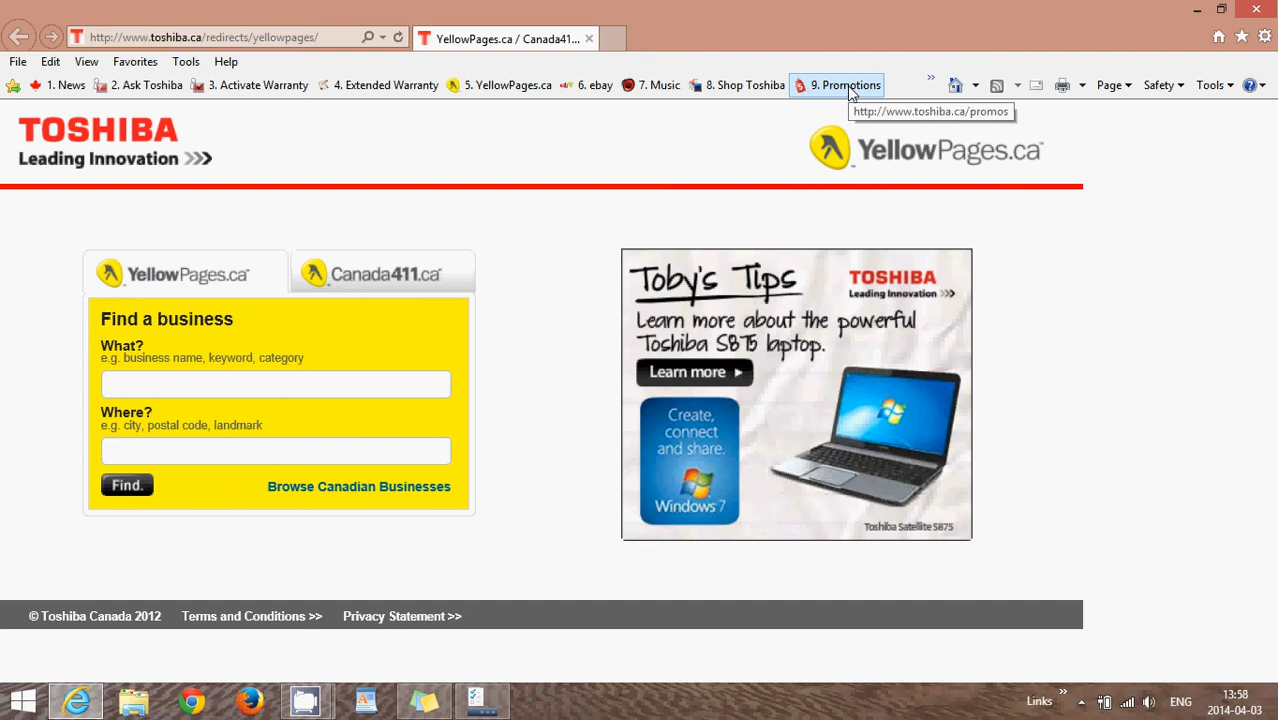 http://www.toshiba.ca/redirects/yellowpages/
YellowPages.ca / Canada41...
File Edit View Favorites Tools Help
1. News 2. Ask Toshiba 3. Activate Warranty 4. Extended Warranty 5. YellowPages.ca 6. ebay 7. Music 8. Shop Toshiba 9. Promotions Page Safety Tools
http://www.toshiba.ca/promos
TOSHIBA
Leading Innovation >>>
YellowPages.ca™
YellowPages.ca™ Canada411.ca™
Find a business
What?
e.g. business name, keyword, category
Where?
e.g. city, postal code, landmark
Find. Browse Canadian Businesses
Toby's Tips
TOSHIBA
Leading Innovation >>>
Learn more about the powerful
Toshiba S875 laptop.
Learn more
Create,
connect
and share.
Windows 7
Toshiba Satellite S875
© Toshiba Canada 2012 Terms and Conditions >> Privacy Statement >>
Links ENG 13:58
2014-04-03